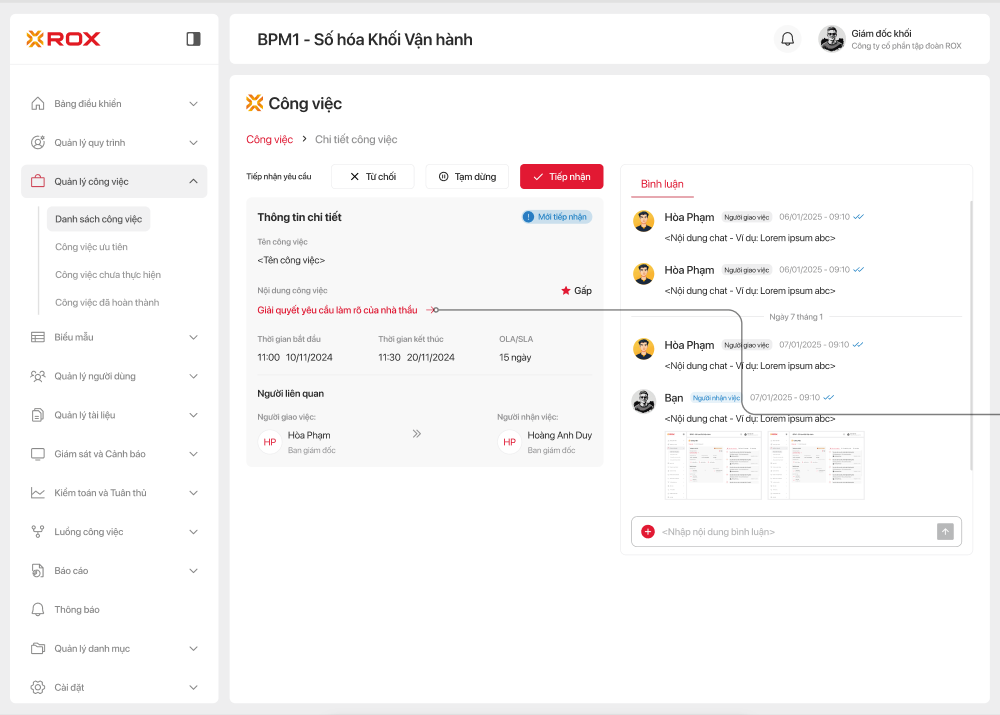 ROX
BPM1 - Số hóa Khối Vận hành
Giám đốc khối
Công ty cổ phần tập đoàn ROX
Bảng điều khiển
Quản lý quy trình
Quản lý công việc
Danh sách công việc
Công việc ưu tiên
Công việc chưa thực hiện
Công việc đã hoàn thành
Biểu mẫu
Quản lý người dùng
Quản lý tài liệu
Giám sát và Cảnh báo
Kiểm toán và Tuân thủ
Luồng công việc
Báo cáo
Thông báo
Quản lý danh mục
Cài đặt
Công việc
Công việc > Chi tiết công việc
Tiếp nhận yêu cầu Từ chối Tạm dừng Tiếp nhận
Thông tin chi tiết Mới tiếp nhận
Tên công việc
<Tên công việc>
Nội dung công việc Gấp
Giải quyết yêu cầu làm rõ của nhà thầu
Thời gian bắt đầu Thời gian kết thúc OLA/SLA
11:00 10/11/2024 11:30 20/11/2024 15 ngày
Người liên quan
Người giao việc: Người nhận việc:
HP Hòa Phạm HP Hoàng Anh Duy
Ban giám đốc Ban giám đốc
Bình luận
Hòa Phạm Người giao việc 06/01/2025 - 09:10
<Nội dung chat - Ví dụ: Lorem ipsum abc>
Hòa Phạm Người giao việc 06/01/2025 - 09:10
<Nội dung chat - Ví dụ: Lorem ipsum abc>
Ngày 7 tháng 1
Hòa Phạm Người giao việc 07/01/2025 - 09:10
<Nội dung chat - Ví dụ: Lorem ipsum abc>
Bạn Người nhận việc 07/01/2025 - 09:10
<Nội dung chat - Ví dụ: Lorem ipsum abc>
<Nhập nội dung bình luận>